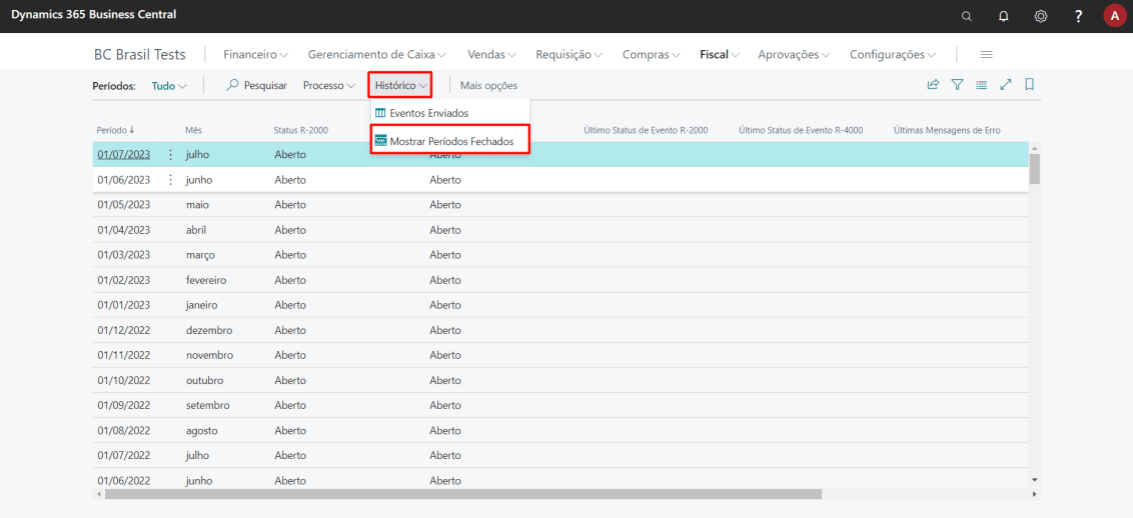 Dynamics 365 Business Central
?
A
BC Brasil Tests
Financeiro Gerenciamento de Caixa Vendas Requisição Compras Fiscal Aprovações Configurações
Períodos: Tudo Pesquisar Processo Histórico Mais opções
Eventos Enviados
Mostrar Períodos Fechados
Período ↓ Mês Status R-2000 Último Status de Evento R-2000 Último Status de Evento R-4000 Últimas Mensagens de Erro
01/07/2023 julho Aberto Aberto
01/06/2023 junho Aberto Aberto
01/05/2023 maio Aberto Aberto
01/04/2023 abril Aberto Aberto
01/03/2023 março Aberto Aberto
01/02/2023 fevereiro Aberto Aberto
01/01/2023 janeiro Aberto Aberto
01/12/2022 dezembro Aberto Aberto
01/11/2022 novembro Aberto Aberto
01/10/2022 outubro Aberto Aberto
01/09/2022 setembro Aberto Aberto
01/08/2022 agosto Aberto Aberto
01/07/2022 julho Aberto Aberto
01/06/2022 junho Aberto Aberto